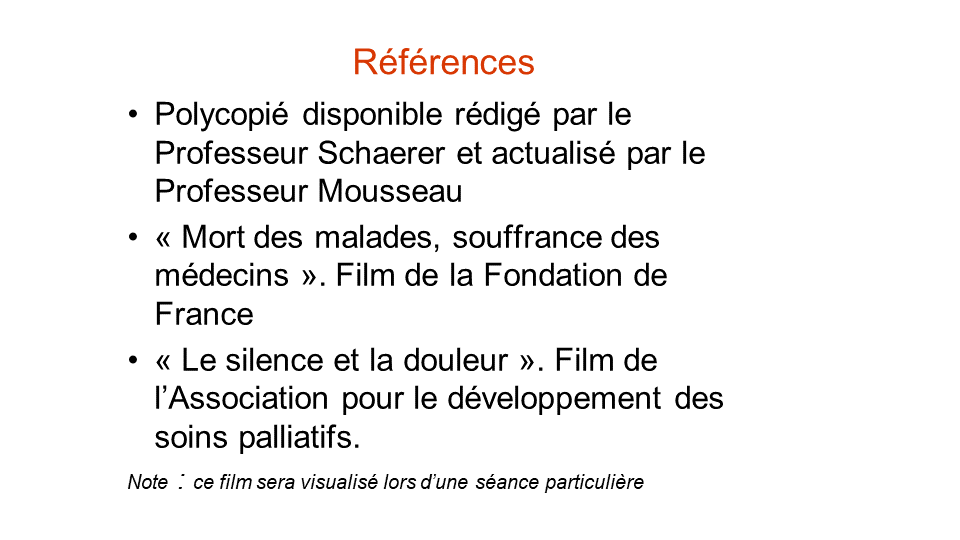 Références
• Polycopié disponible rédigé par le
Professeur Schaerer et actualisé par le
Professeur Mousseau
• « Mort des malades, souffrance des
médecins ». Film de la Fondation de
France
• « Le silence et la douleur ». Film de
l’Association pour le développement des
soins palliatifs.
Note : ce film sera visualisé lors d’une séance particulière